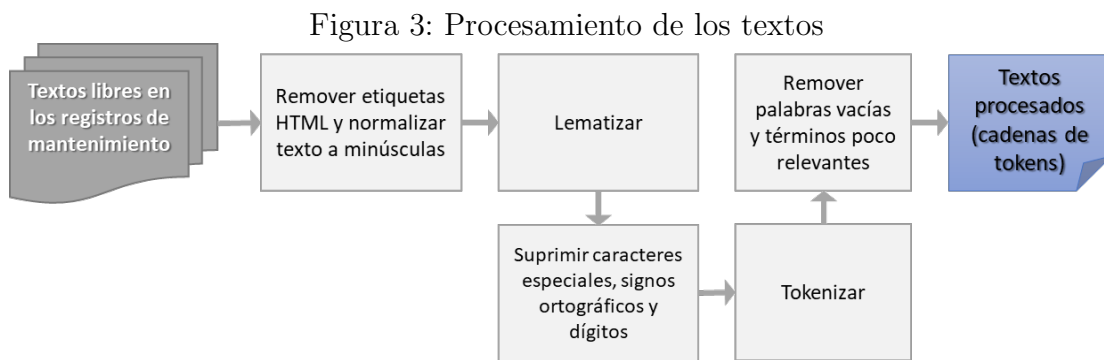 Figura 3: Procesamiento de los textos
Textos libres en
los registros de
mantenimiento
Remover etiquetas
HTML y normalizar
texto a minúsculas
Lematizar
Suprimir caracteres
especiales, signos
ortográficos y
dígitos
Tokenizar
Remover
palabras vacías
y términos poco
relevantes
Textos
procesados
(cadenas de
tokens)